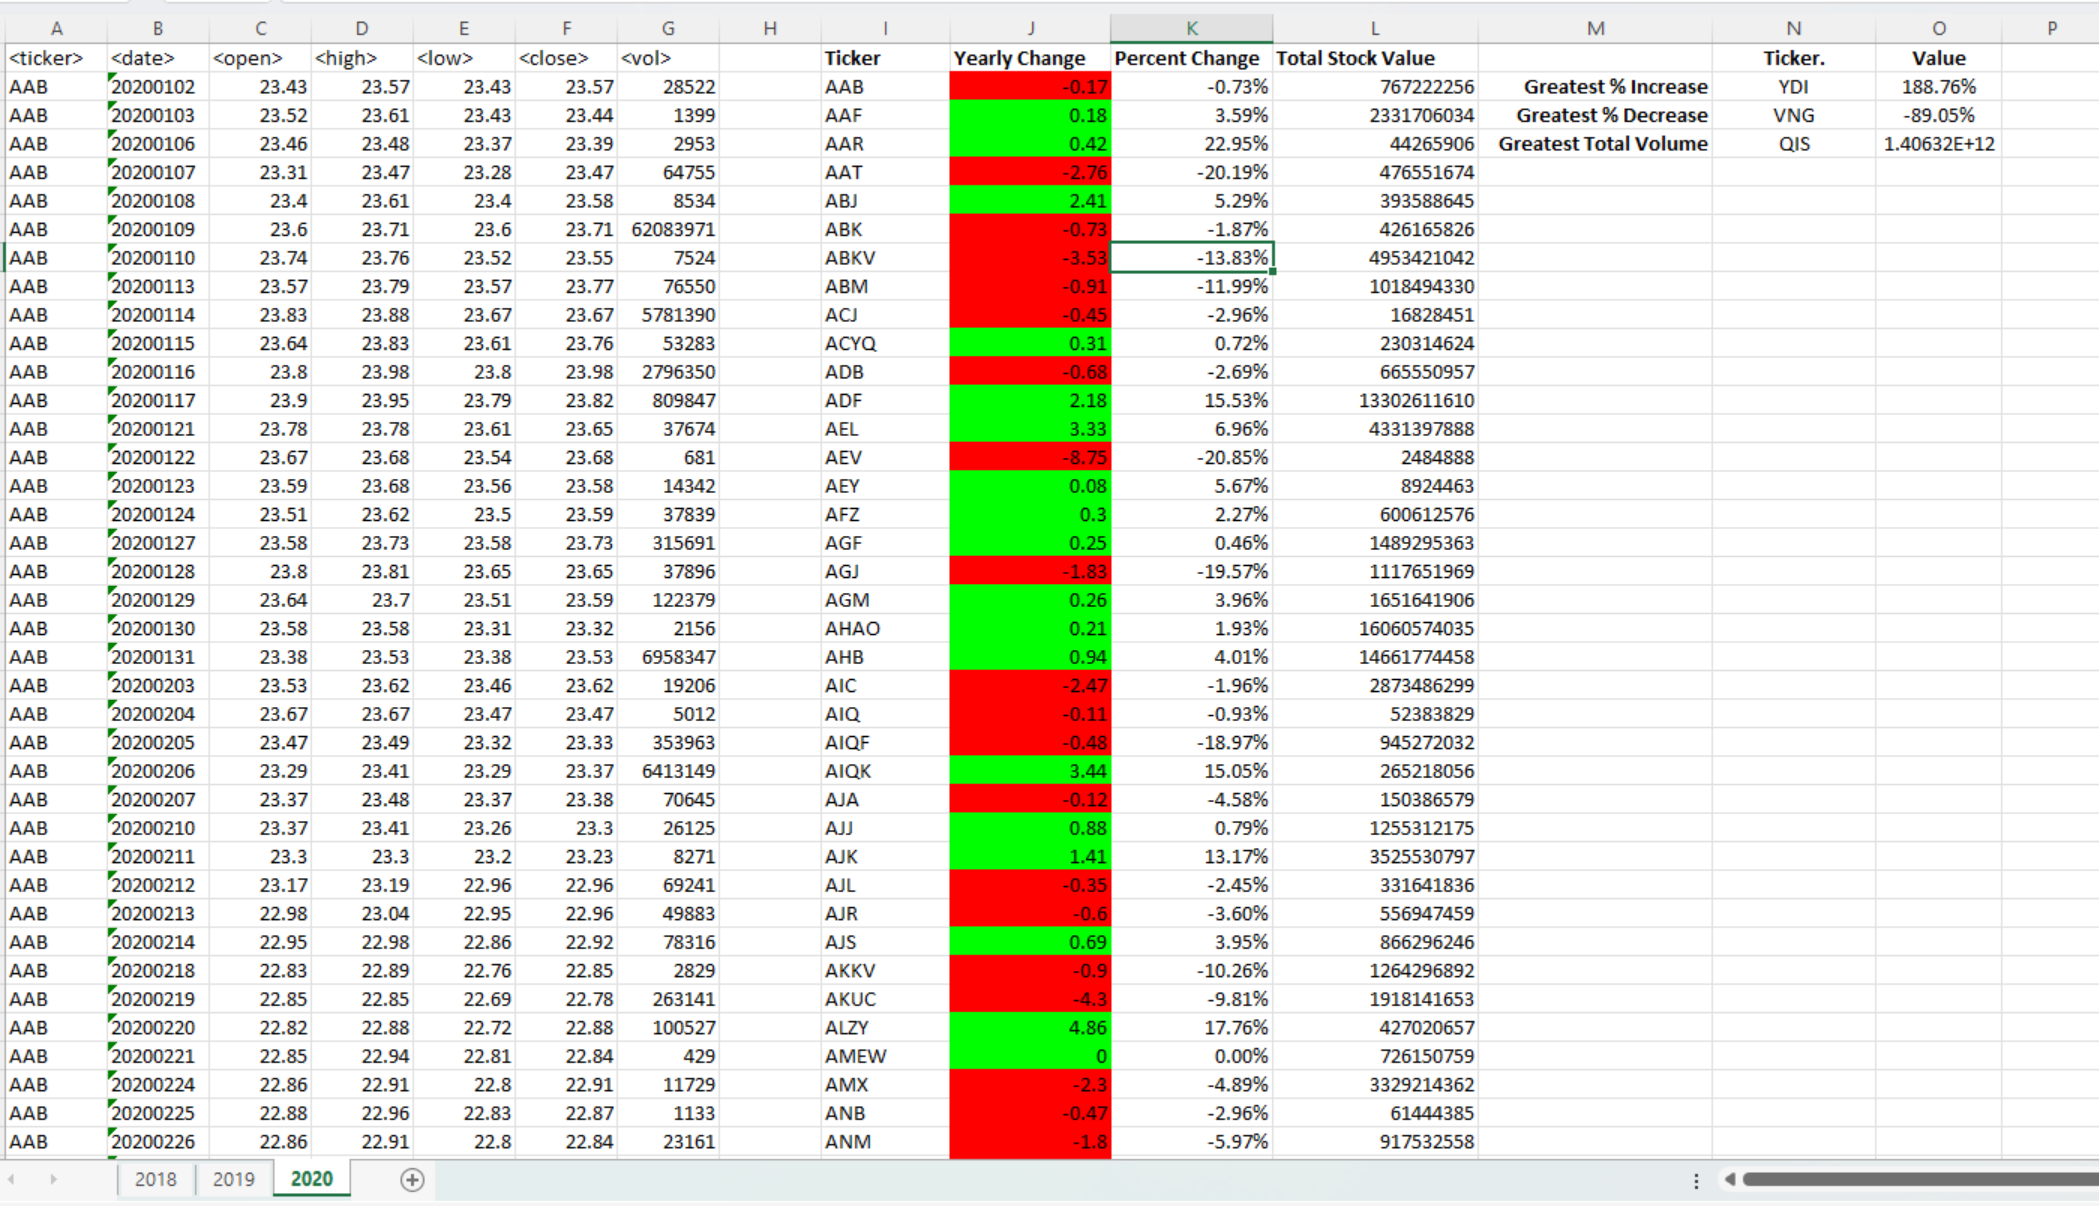 A B C D E F G H I J K L M N O P
<ticker> <date> <open> <high> <low> <close> <vol> Ticker Yearly Change Percent Change Total Stock Value Ticker. Value
AAB 20200102 23.43 23.57 23.43 23.57 28522 AAB -0.17 -0.73% 767222256 Greatest % Increase YDI 188.76%
AAB 20200103 23.52 23.61 23.43 23.44 1399 AAF 0.18 3.59% 2331706034 Greatest % Decrease VNG -89.05%
AAB 20200106 23.46 23.48 23.37 23.39 2953 AAR 0.42 22.95% 44265906 Greatest Total Volume QIS 1.40632E+12
AAB 20200107 23.31 23.47 23.28 23.47 64755 AAT -2.76 -20.19% 476551674
AAB 20200108 23.4 23.61 23.4 23.58 8534 ABJ 2.41 5.29% 393588645
AAB 20200109 23.6 23.71 23.6 23.71 62083971 ABK -0.73 -1.87% 426165826
AAB 20200110 23.74 23.76 23.52 23.55 7524 ABKV -3.53 -13.83% 4953421042
AAB 20200113 23.57 23.79 23.57 23.77 76550 ABM -0.91 -11.99% 1018494330
AAB 20200114 23.83 23.88 23.67 23.67 5781390 ACJ -0.45 -2.96% 16828451
AAB 20200115 23.64 23.83 23.61 23.76 53283 ACYQ 0.31 0.72% 230314624
AAB 20200116 23.8 23.98 23.8 23.98 2796350 ADB -0.68 -2.69% 665550957
AAB 20200117 23.9 23.95 23.79 23.82 809847 ADF 2.18 15.53% 13302611610
AAB 20200121 23.78 23.78 23.61 23.65 37674 AEL 3.33 6.96% 4331397888
AAB 20200122 23.67 23.68 23.54 23.68 681 AEV -8.75 -20.85% 2484888
AAB 20200123 23.59 23.68 23.56 23.58 14342 AEY 0.08 5.67% 8924463
AAB 20200124 23.51 23.62 23.5 23.59 37839 AFZ 0.3 2.27% 600612576
AAB 20200127 23.58 23.73 23.58 23.73 315691 AGF 0.25 0.46% 1489295363
AAB 20200128 23.8 23.81 23.65 23.65 37896 AGJ -1.83 -19.57% 1117651969
AAB 20200129 23.64 23.7 23.51 23.59 122379 AGM 0.26 3.96% 1651641906
AAB 20200130 23.58 23.58 23.31 23.32 2156 AHAO 0.21 1.93% 16060574035
AAB 20200131 23.38 23.53 23.38 23.53 6958347 AHB 0.94 4.01% 14661774458
AAB 20200203 23.53 23.62 23.46 23.62 19206 AIC -2.47 -1.96% 2873486299
AAB 20200204 23.67 23.67 23.47 23.47 5012 AIQ -0.11 -0.93% 52383829
AAB 20200205 23.47 23.49 23.32 23.33 353963 AIQF -0.48 -18.97% 945272032
AAB 20200206 23.29 23.41 23.29 23.37 6413149 AIQK 3.44 15.05% 265218056
AAB 20200207 23.37 23.48 23.37 23.38 70645 AJA -0.12 -4.58% 150386579
AAB 20200210 23.37 23.41 23.26 23.3 26125 AJJ 0.88 0.79% 1255312175
AAB 20200211 23.3 23.3 23.2 23.23 8271 AJK 1.41 13.17% 3525530797
AAB 20200212 23.17 23.19 22.96 22.96 69241 AJL -0.35 -2.45% 331641836
AAB 20200213 22.98 23.04 22.95 22.96 49883 AJR -0.6 -3.60% 556947459
AAB 20200214 22.95 22.98 22.86 22.92 78316 AJS 0.69 3.95% 866296246
AAB 20200218 22.83 22.89 22.76 22.85 2829 AKKV -0.9 -10.26% 1264296892
AAB 20200219 22.85 22.85 22.69 22.78 263141 AKUC -4.3 -9.81% 1918141653
AAB 20200220 22.82 22.88 22.72 22.88 100527 ALZY 4.86 17.76% 427020657
AAB 20200221 22.85 22.94 22.81 22.84 429 AMEW 0 0.00% 726150759
AAB 20200224 22.86 22.91 22.8 22.91 11729 AMX -2.3 -4.89% 3329214362
AAB 20200225 22.88 22.96 22.83 22.87 1133 ANB -0.47 -2.96% 61444385
AAB 20200226 22.86 22.91 22.8 22.84 23161 ANM -1.8 -5.97% 917532558
2018 2019 2020